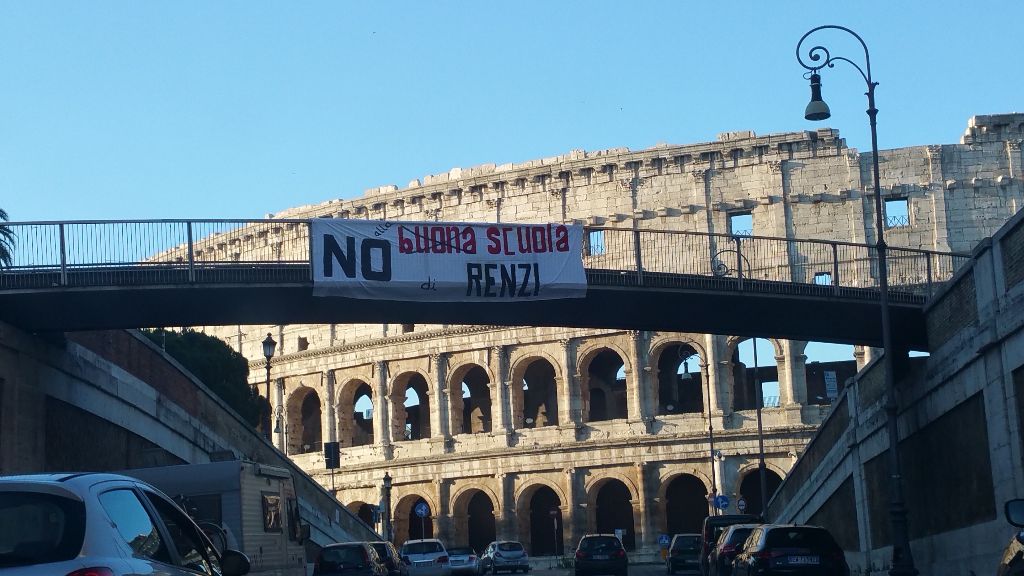 NO alla buona scuola
di RENZI